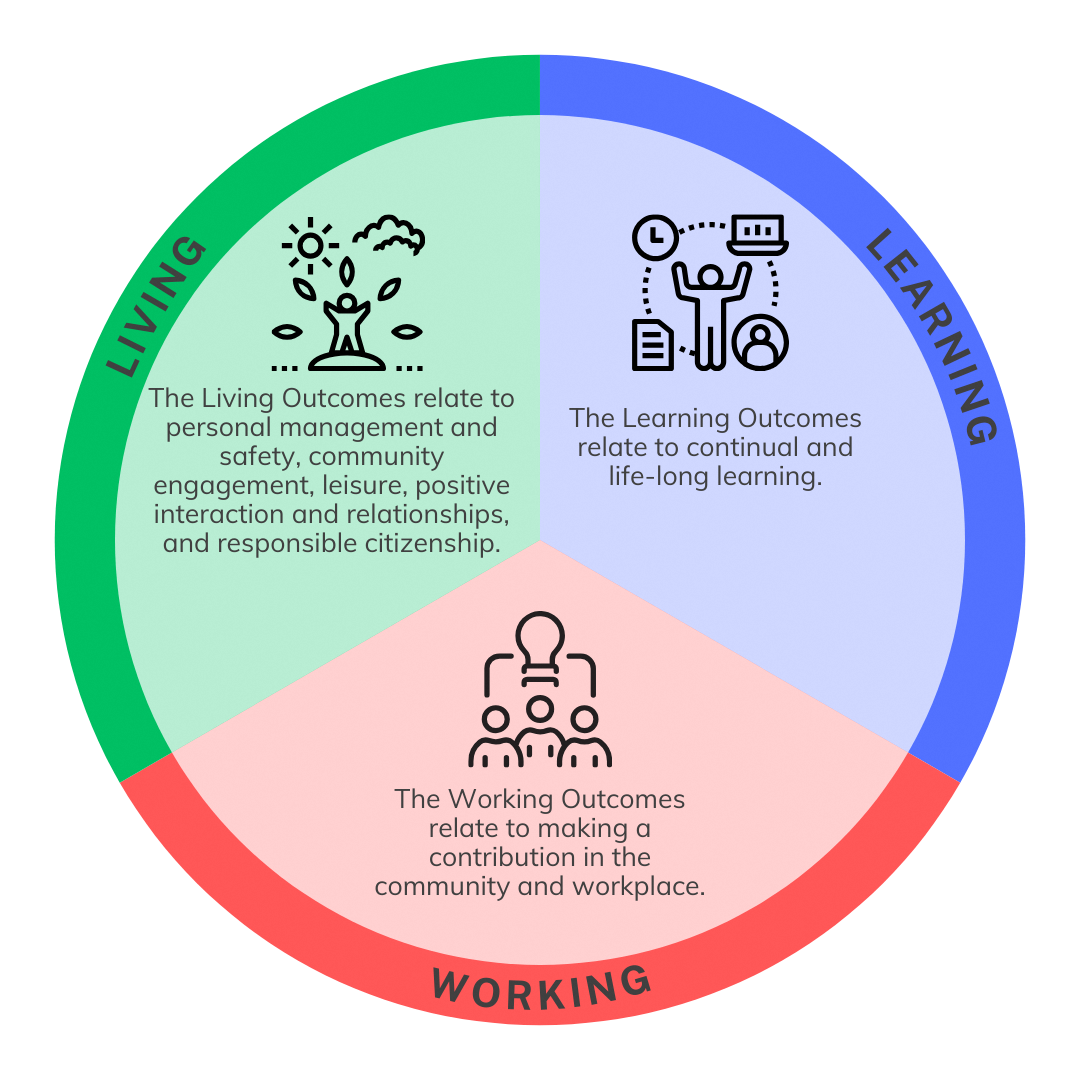 LIVING
The Living Outcomes relate to
personal management and
safety, community
engagement, leisure, positive
interaction and relationships,
and responsible citizenship.
LEARNING
The Learning Outcomes
relate to continual and
life-long learning.
The Working Outcomes
relate to making a
contribution in the
community and workplace.
WORKING